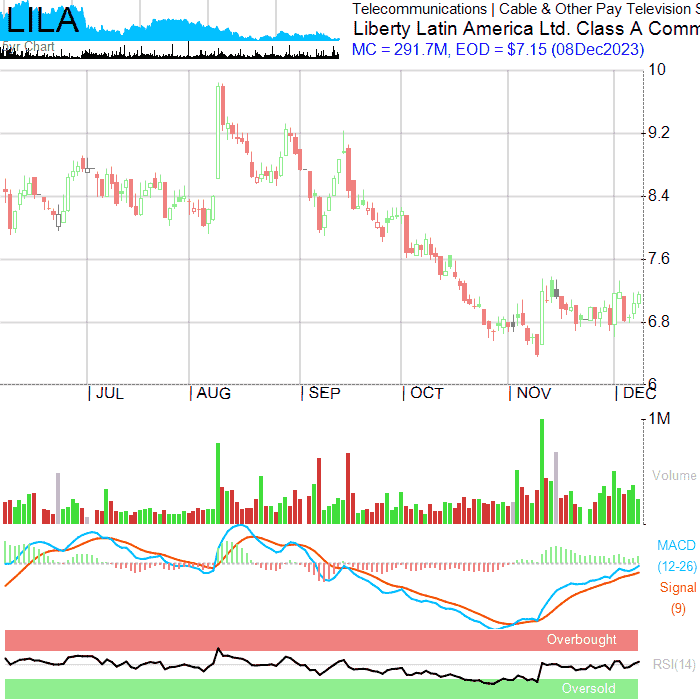 LILA
5yr Chart
Telecommunications | Cable & Other Pay Television S
Liberty Latin America Ltd. Class A Comm
MC = 291.7M, EOD = $7.15 (08Dec2023)
10
9.2
8.4
7.6
6.8
6
JUL
AUG
SEP
OCT
NOV
DEC
1M
Volume
MACD
(12-26)
Signal
(9)
Overbought
RSI(14)
Oversold